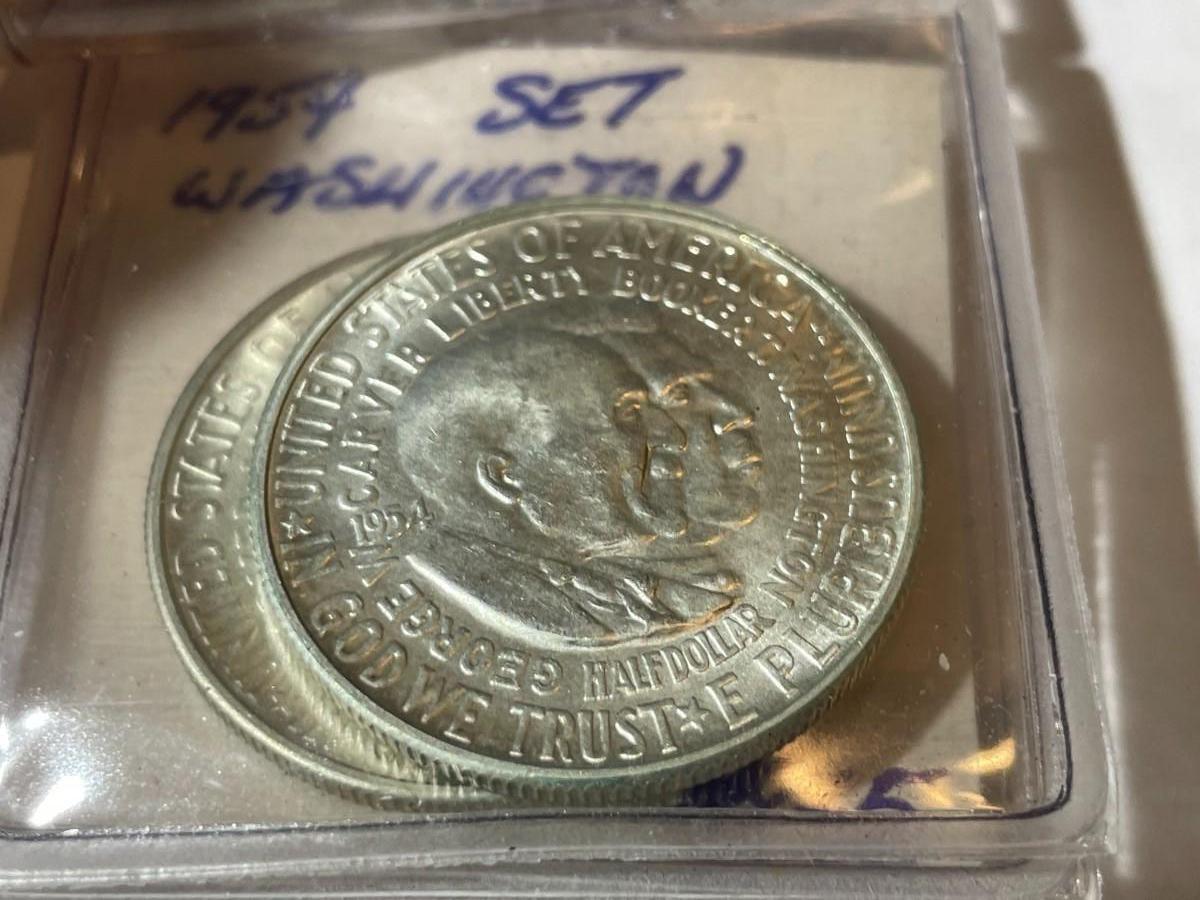 1954 SET
WASHINGTON
UNITED STATES OF AMERICA
E PLURIBUS UNUM
IN GOD WE TRUST
GEORGE W. CARVER LIBERTY BOOKER T. WASHINGTON
1954
HALF DOLLAR
UNITED STATES OF